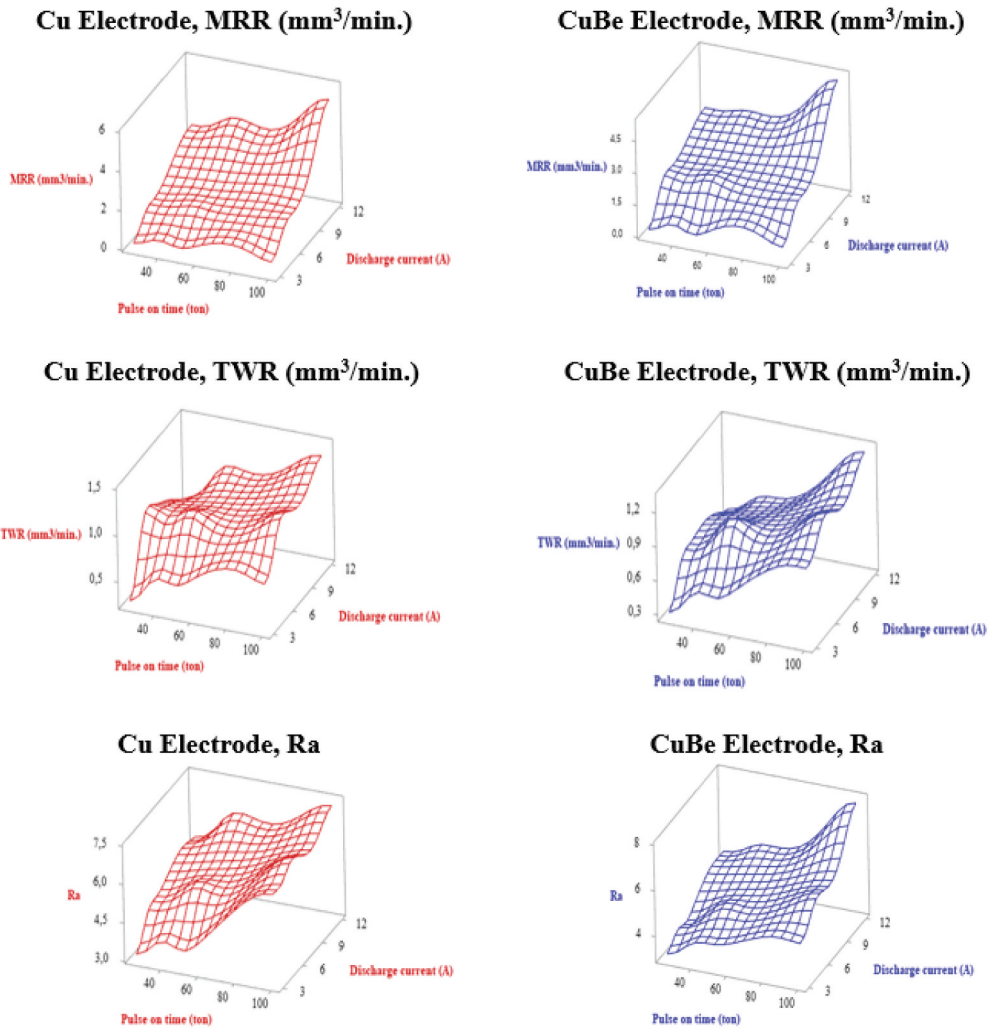 Cu Electrode, MRR (mm³/min.)
6
4
2
0
MRR (mm3/min.)
40
60
80
100
Pulse on time (ton)
3
6
9
12
Discharge current (A)
CuBe Electrode, MRR (mm³/min.)
4.5
3.0
1.5
0.0
MRR (mm3/min.)
40
60
80
100
Pulse on time (ton)
3
6
9
12
Discharge current (A)
Cu Electrode, TWR (mm³/min.)
1,5
1,0
0,5
TWR (mm3/min.)
40
60
80
100
Pulse on time (ton)
3
6
9
12
Discharge current (A)
CuBe Electrode, TWR (mm³/min.)
1,2
0,9
0,6
0,3
TWR (mm3/min.)
40
60
80
100
Pulse on time (ton)
3
6
9
12
Discharge current (A)
Cu Electrode, Ra
7,5
6,0
4,5
3,0
Ra
40
60
80
100
Pulse on time (ton)
3
6
9
12
Discharge current (A)
CuBe Electrode, Ra
8
6
4
Ra
40
60
80
100
Pulse on time (ton)
3
6
9
12
Discharge current (A)